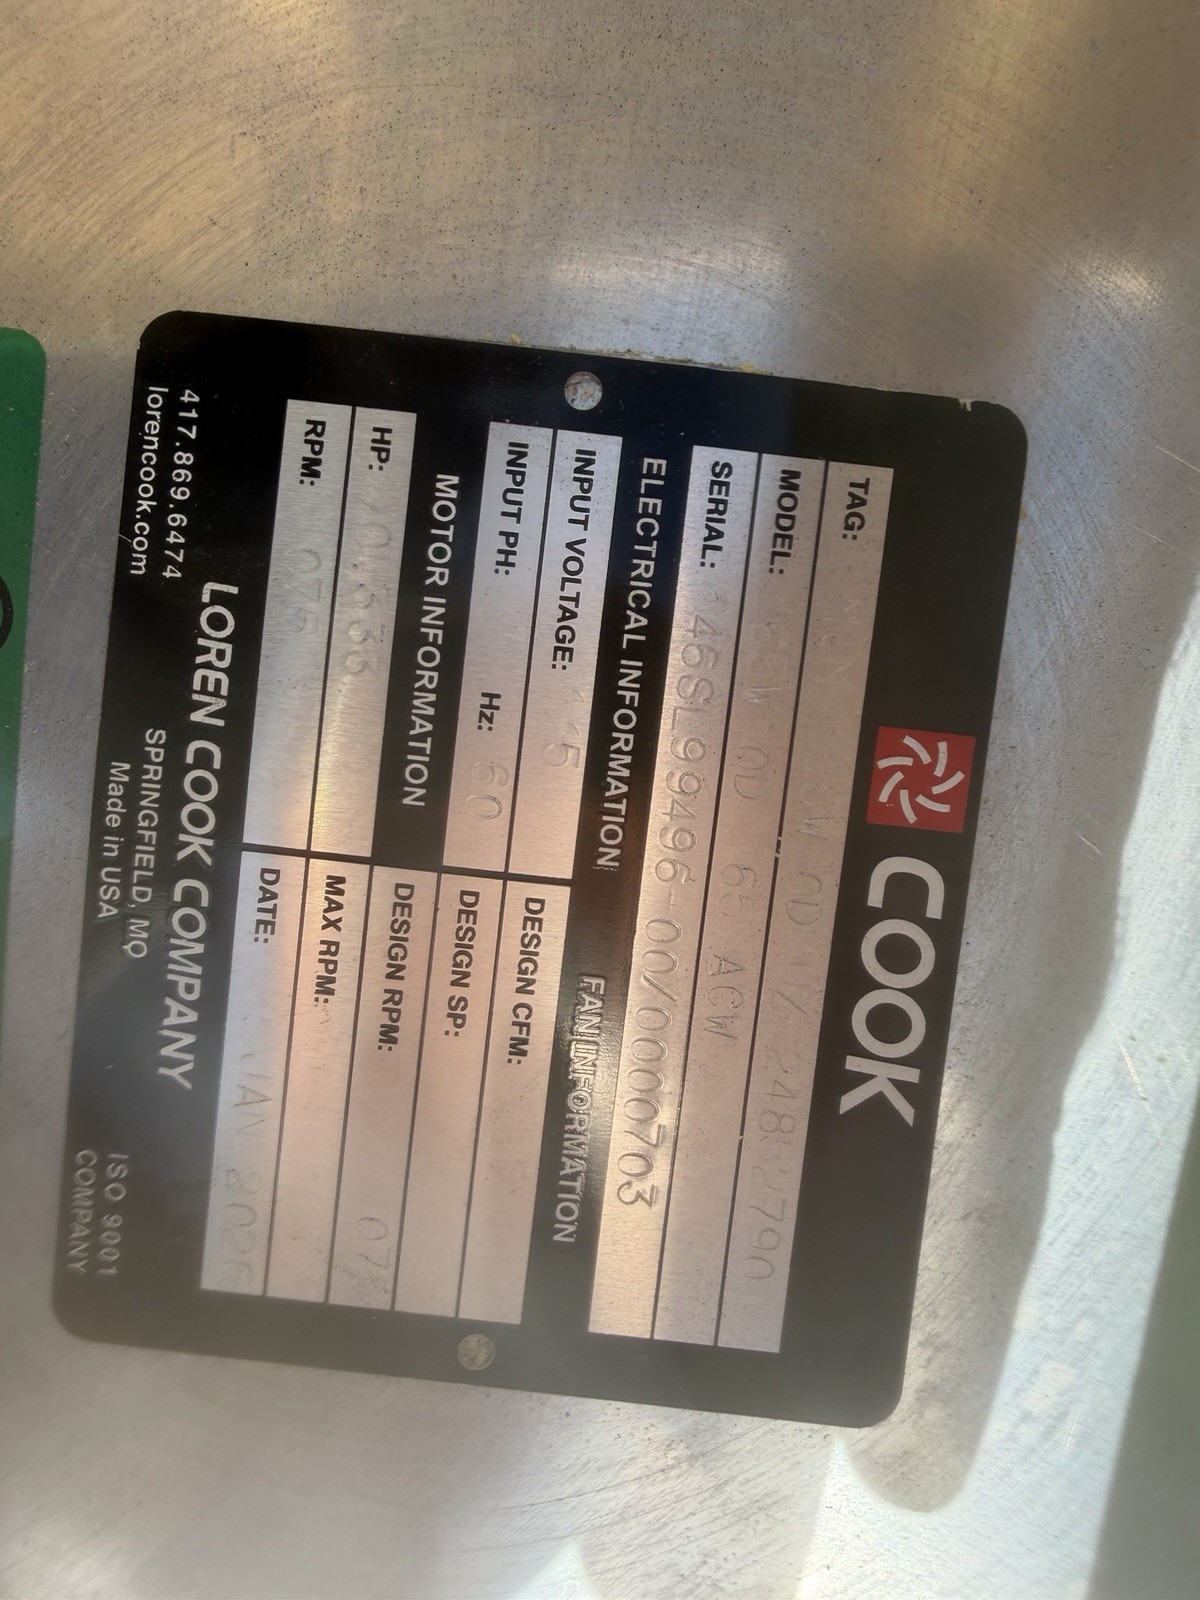 COOK
TAG:
MODEL: ACW
SERIAL: 46SL99496-00/0000703
ELECTRICAL INFORMATION
INPUT VOLTAGE:
INPUT PH: Hz: 60
MOTOR INFORMATION
HP:
RPM:
FAN INFORMATION
DESIGN CFM:
DESIGN SP:
DESIGN RPM:
MAX RPM:
DATE: JAN
LOREN COOK COMPANY
417.869.6474
lorencook.com
SPRINGFIELD, MO
Made in USA
ISO 9001
COMPANY